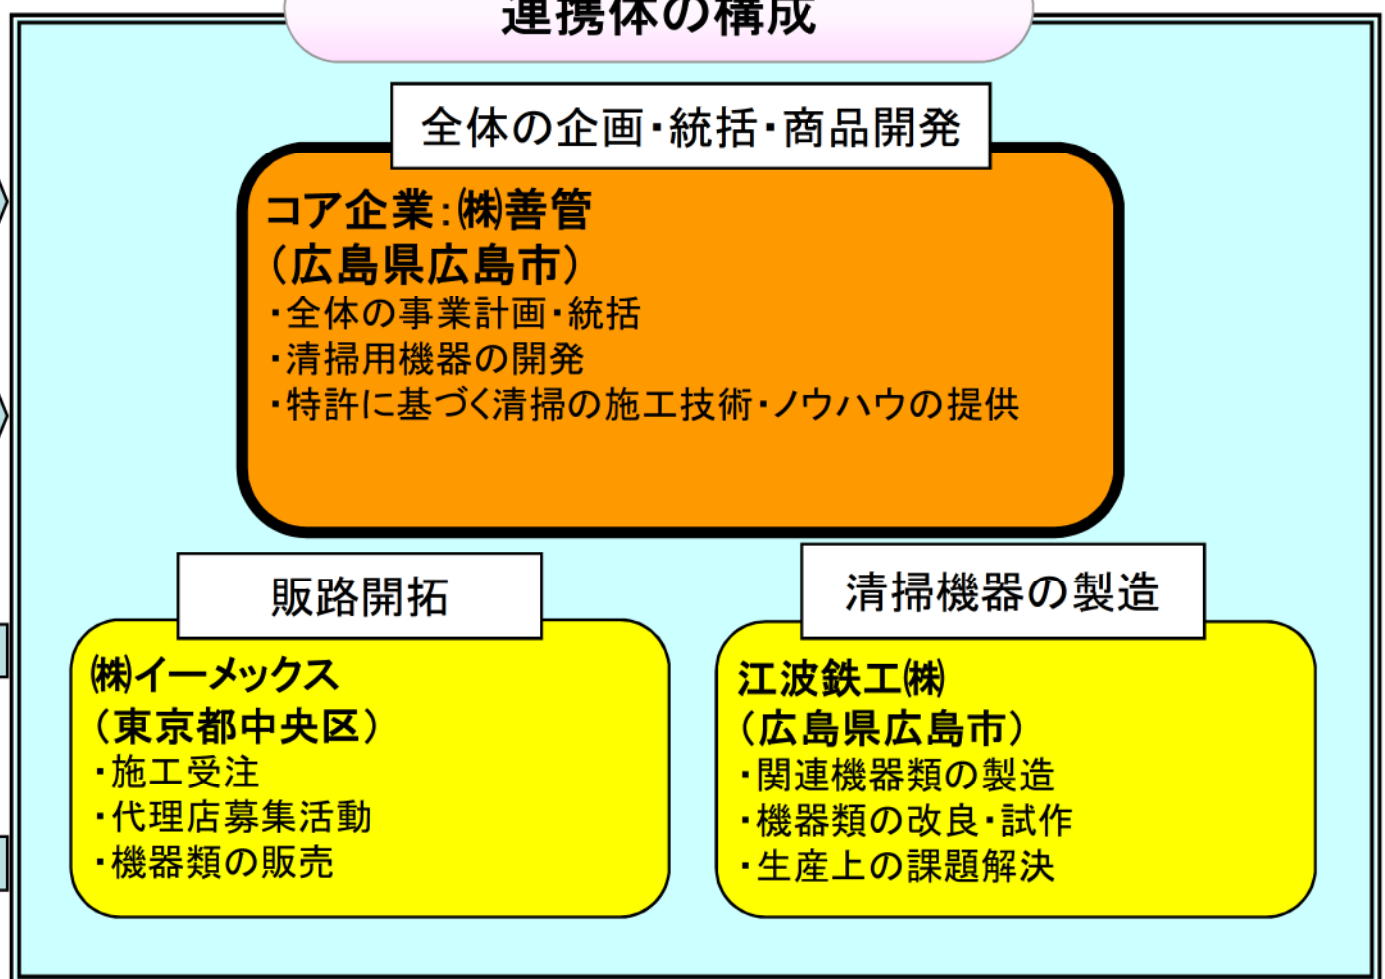 連携体の構成
全体の企画・統括・商品開発
コア企業:㈱善管
（広島県広島市）
・全体の事業計画・統括
・清掃用機器の開発
・特許に基づく清掃の施工技術・ノウハウの提供
販路開拓
㈱イーメックス
（東京都中央区）
・施工受注
・代理店募集活動
・機器類の販売
清掃機器の製造
江波鉄工㈱
（広島県広島市）
・関連機器類の製造
・機器類の改良・試作
・生産上の課題解決